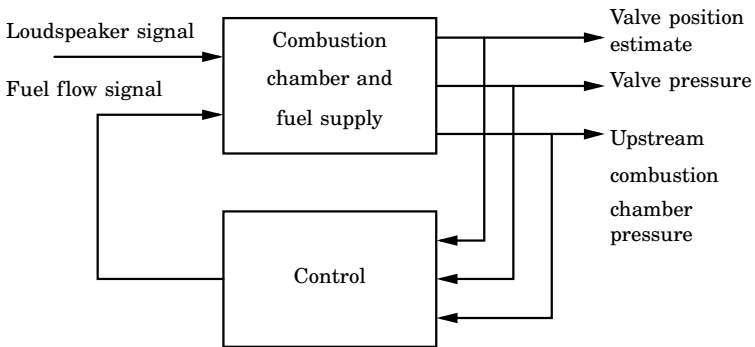 Loudspeaker signal
Fuel flow signal
Combustion
chamber and
fuel supply
Valve position
estimate
Valve pressure
Upstream
combustion
chamber
pressure
Control